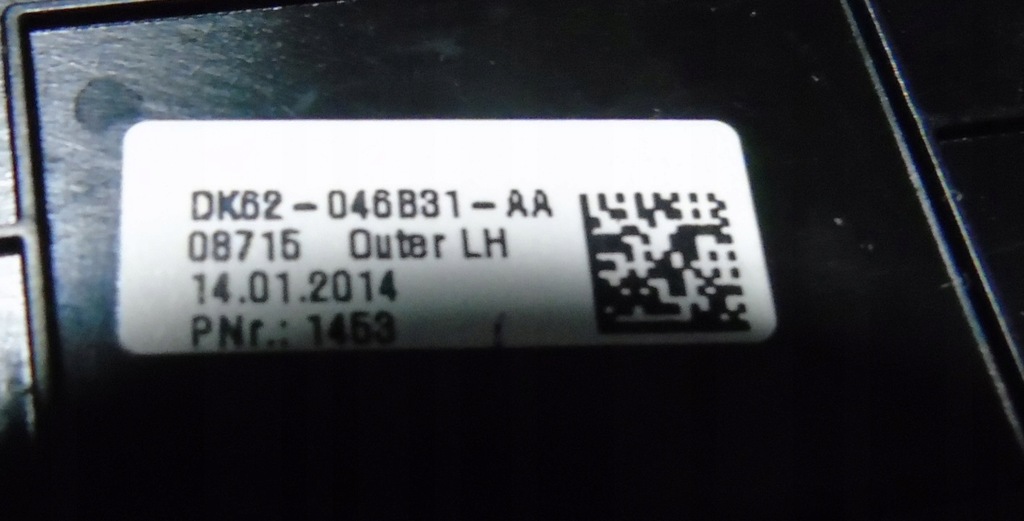 DK62-046B31-AA
08715 Outer LH
14.01.2014
PNr.: 1453